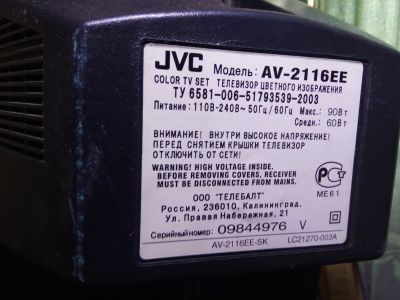 JVC Модель: AV-2116EE
COLOR TV SET ТЕЛЕВИЗОР ЦВЕТНОГО ИЗОБРАЖЕНИЯ
ТУ 6581-006-51793539-2003
Питание: 110В-240В~ 50Гц/60Гц Макс.: 90Вт
Средн.: 60Вт
ВНИМАНИЕ! ВНУТРИ ВЫСОКОЕ НАПРЯЖЕНИЕ!
ПЕРЕД СНЯТИЕМ КРЫШКИ ТЕЛЕВИЗОР
ОТКЛЮЧИТЬ ОТ СЕТИ!
WARNING! HIGH VOLTAGE INSIDE.
BEFORE REMOVING COVERS, RECEIVER
MUST BE DISCONNECTED FROM MAINS.
РСТ
МЕ61
ООО "ТЕЛЕБАЛТ"
Россия, 236010, Калининград,
Ул. Правая Набережная, 21
Серийный номер: 09844976 V
AV-2116EE-SK LC21270-003A